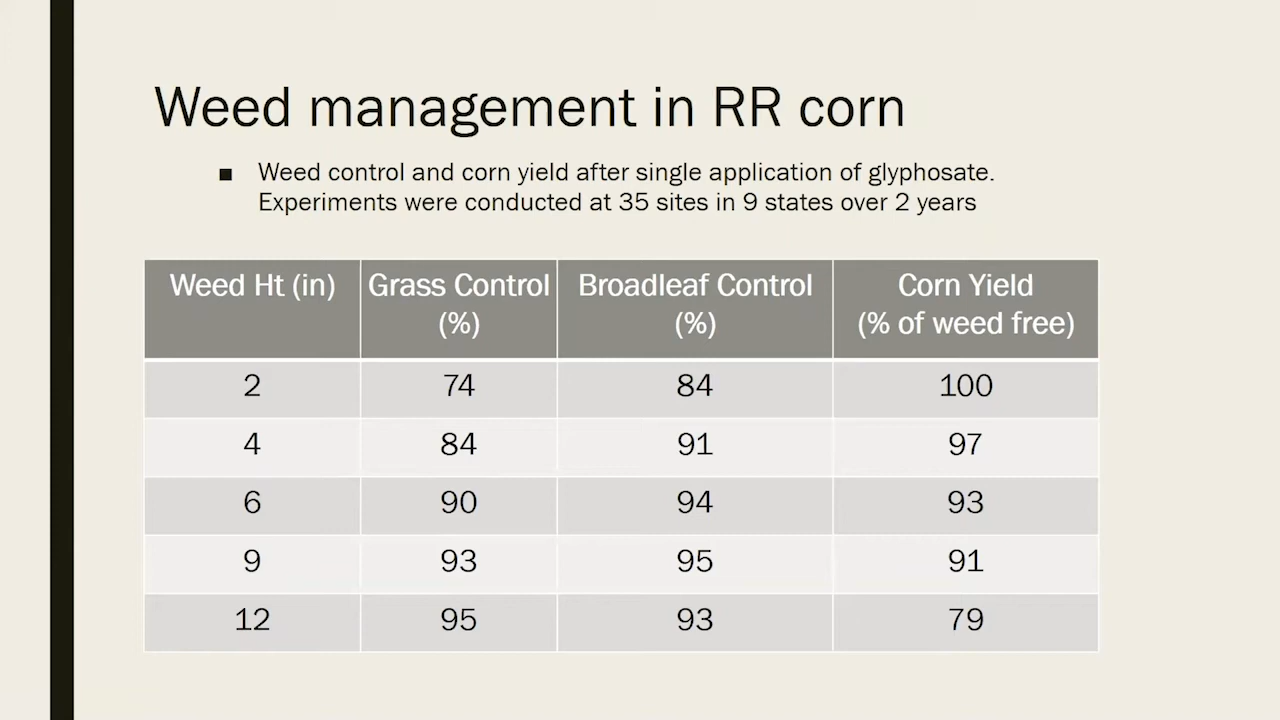 Weed management in RR corn
■ Weed control and corn yield after single application of glyphosate.
Experiments were conducted at 35 sites in 9 states over 2 years
Weed Ht (in) Grass Control (%) Broadleaf Control (%) Corn Yield (% of weed free)
2 74 84 100
4 84 91 97
6 90 94 93
9 93 95 91
12 95 93 79